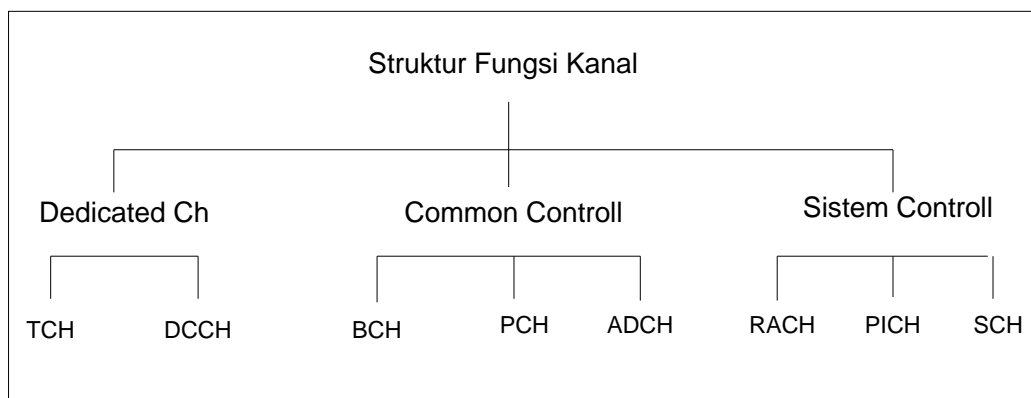 Struktur Fungsi Kanal
Dedicated Ch
Common Controll
Sistem Controll
TCH
DCCH
BCH
PCH
ADCH
RACH
PICH
SCH